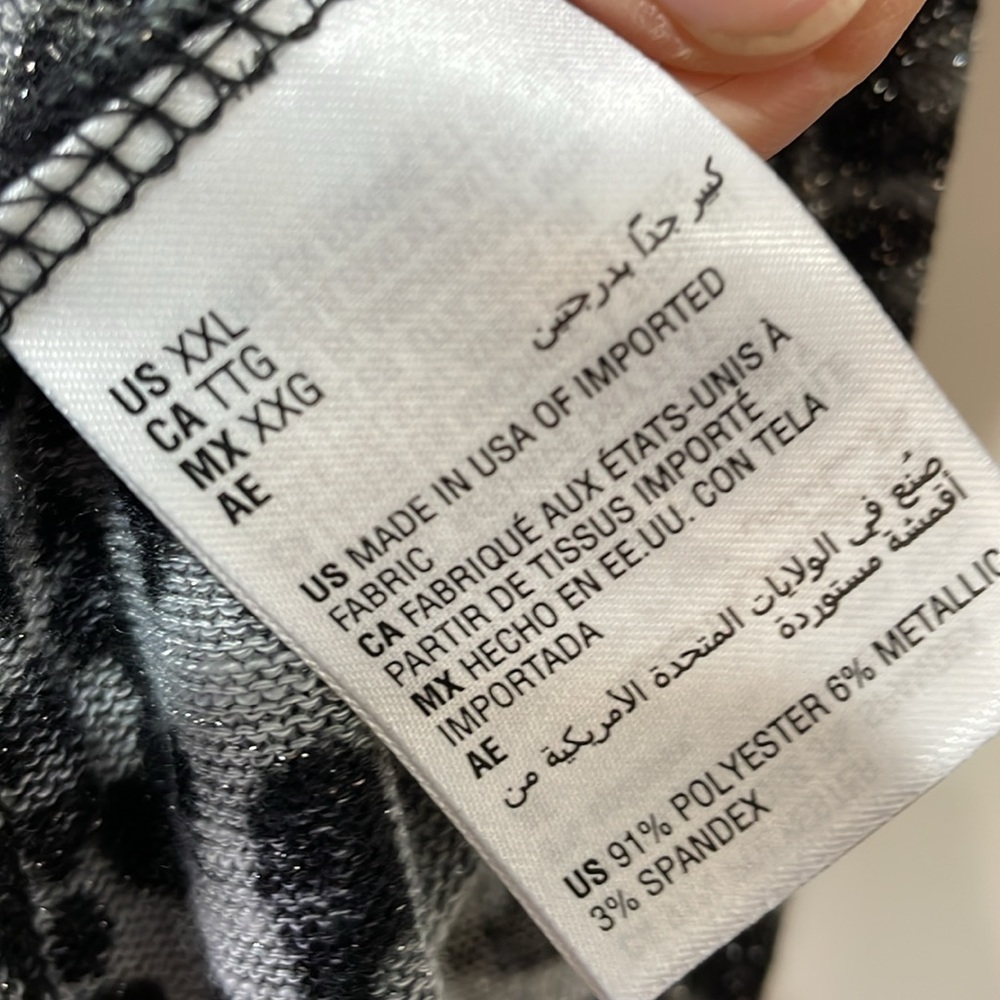 US XXL
CA TTG
MX XXG
AE
كبير جدًا بدرجتين
US MADE IN USA OF IMPORTED
FABRIC
CA FABRIQUÉ AUX ÉTATS-UNIS À
PARTIR DE TISSUS IMPORTÉ
MX HECHO EN EE.UU. CON TELA
IMPORTADA
AE
صُنع في الولايات المتحدة الأمريكية من
أقمشة مستوردة
US 91% POLYESTER 6% METALLIC
3% SPANDEX